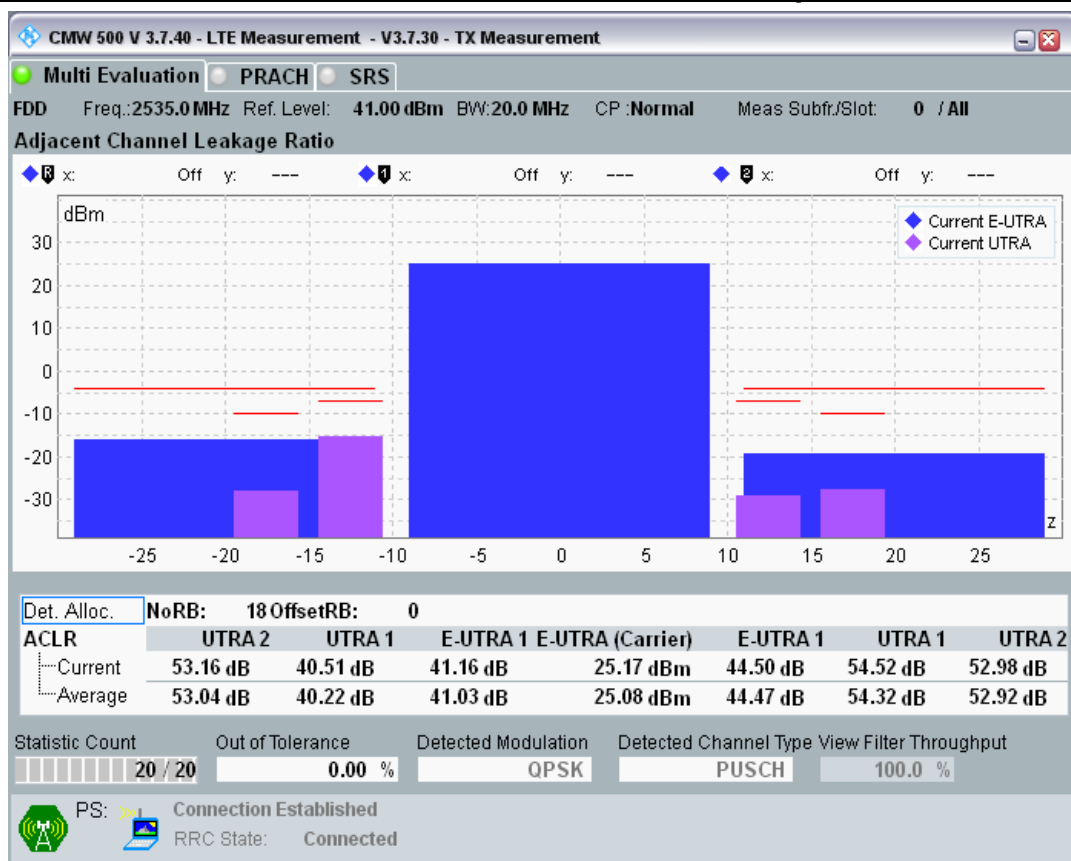 CMW 500 V 3.7.40 - LTE Measurement - V3.7.30 - TX Measurement
Multi Evaluation PRACH SRS
FDD Freq.:2535.0 MHz Ref. Level: 41.00 dBm BW:20.0 MHz CP :Normal Meas Subfr./Slot: 0 / All
Adjacent Channel Leakage Ratio
R x: Off y: --- 1 x: Off y: --- 2 x: Off y: ---
dBm
Current E-UTRA
Current UTRA
30
20
10
0
-10
-20
-30
z
-25 -20 -15 -10 -5 0 5 10 15 20 25
Det. Alloc. NoRB: 18 OffsetRB: 0
ACLR UTRA 2 UTRA 1 E-UTRA 1 E-UTRA (Carrier) E-UTRA 1 UTRA 1 UTRA 2
Current 53.16 dB 40.51 dB 41.16 dB 25.17 dBm 44.50 dB 54.52 dB 52.98 dB
Average 53.04 dB 40.22 dB 41.03 dB 25.08 dBm 44.47 dB 54.32 dB 52.92 dB
Statistic Count Out of Tolerance Detected Modulation Detected Channel Type View Filter Throughput
20 / 20 0.00 % QPSK PUSCH 100.0 %
PS: Connection Established
RRC State: Connected